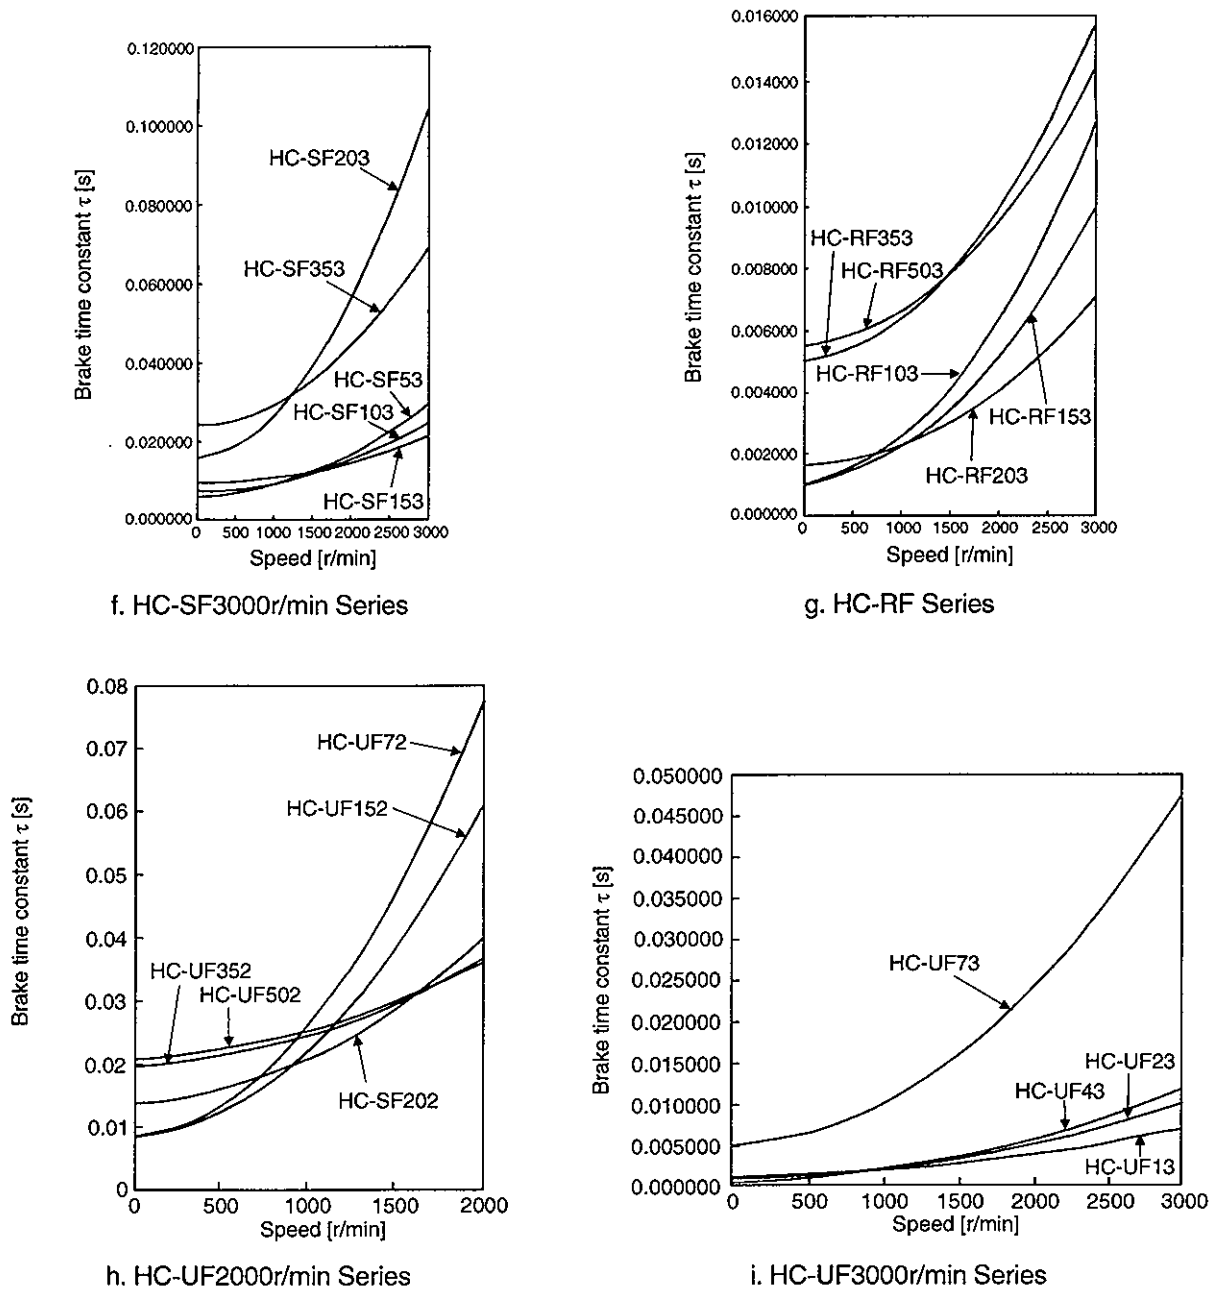 0.120000
0.100000
0.080000
0.060000
0.040000
0.020000
0.000000
Brake time constant τ [s]
HC-SF203
HC-SF353
HC-SF53
HC-SF103
HC-SF153
0 500 1000 1500 2000 2500 3000
Speed [r/min]
f. HC-SF3000r/min Series
0.016000
0.014000
0.012000
0.010000
0.008000
0.006000
0.004000
0.002000
0.000000
Brake time constant τ [s]
HC-RF353
HC-RF503
HC-RF103
HC-RF153
HC-RF203
0 500 1000 1500 2000 2500 3000
Speed [r/min]
g. HC-RF Series
0.08
0.07
0.06
0.05
0.04
0.03
0.02
0.01
0
Brake time constant τ [s]
HC-UF72
HC-UF152
HC-UF352
HC-UF502
HC-SF202
0 500 1000 1500 2000
Speed [r/min]
h. HC-UF2000r/min Series
0.050000
0.045000
0.040000
0.035000
0.030000
0.025000
0.020000
0.015000
0.010000
0.005000
0.000000
Brake time constant τ [s]
HC-UF73
HC-UF23
HC-UF43
HC-UF13
0 500 1000 1500 2000 2500 3000
Speed [r/min]
i. HC-UF3000r/min Series